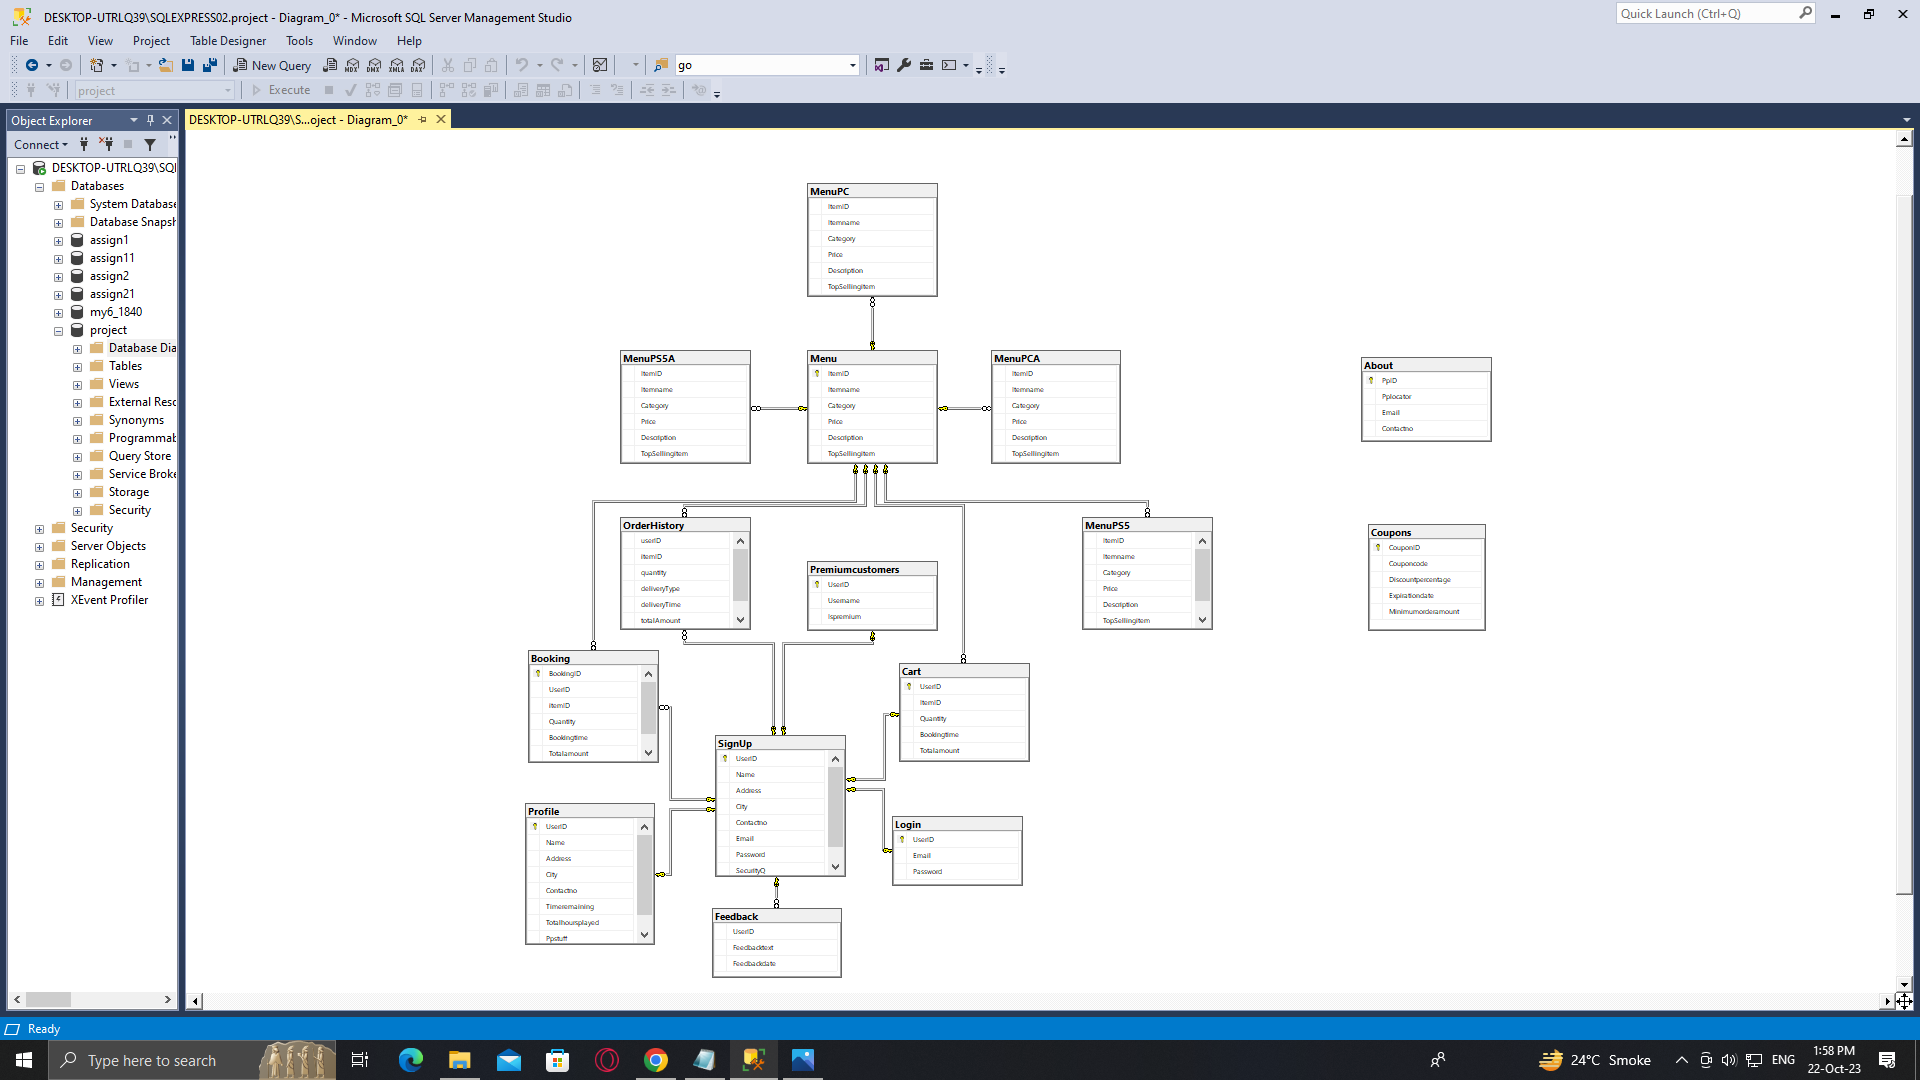 DESKTOP-UTRLQ39\SQLEXPRESS02.project - Diagram_0* - Microsoft SQL Server Management Studio
Quick Launch (Ctrl+Q)
File Edit View Project Table Designer Tools Window Help
New Query
MDX DMX XMLA DAX
go
project
Execute
Object Explorer
DESKTOP-UTRLQ39\S...oject - Diagram_0*
Connect
DESKTOP-UTRLQ39\SQ
Databases
System Database
Database Snapsh
assign1
assign11
assign2
assign21
my6_1840
project
Database Dia
Tables
Views
External Reso
Synonyms
Programmab
Query Store
Service Broke
Storage
Security
Security
Server Objects
Replication
Management
XEvent Profiler
MenuPC
ItemID
Itemname
Category
Price
Description
TopSellingitem
MenuPS5A
ItemID
Itemname
Category
Price
Description
TopSellingitem
Menu
ItemID
Itemname
Category
Price
Description
TopSellingitem
MenuPCA
ItemID
Itemname
Category
Price
Description
TopSellingitem
About
PpID
Pplocator
Email
Contactno
OrderHistory
userID
itemID
quantity
deliveryType
deliveryTime
totalAmount
Premiumcustomers
UserID
Username
Ispremium
MenuPS5
ItemID
Itemname
Category
Price
Description
TopSellingitem
Coupons
CouponID
Couponcode
Discountpercentage
Expirationdate
Minimumorderamount
Booking
BookingID
UserID
ItemID
Quantity
Bookingtime
Totalamount
Cart
UserID
ItemID
Quantity
Bookingtime
Totalamount
SignUp
UserID
Name
Address
City
Contactno
Email
Password
SecurityQ
Profile
UserID
Name
Address
City
Contactno
Timeremaining
Totalhoursplayed
Ppstuff
Login
UserID
Email
Password
Feedback
UserID
Feedbacktext
Feedbackdate
Ready
Type here to search
24°C Smoke
ENG
1:58 PM
22-Oct-23